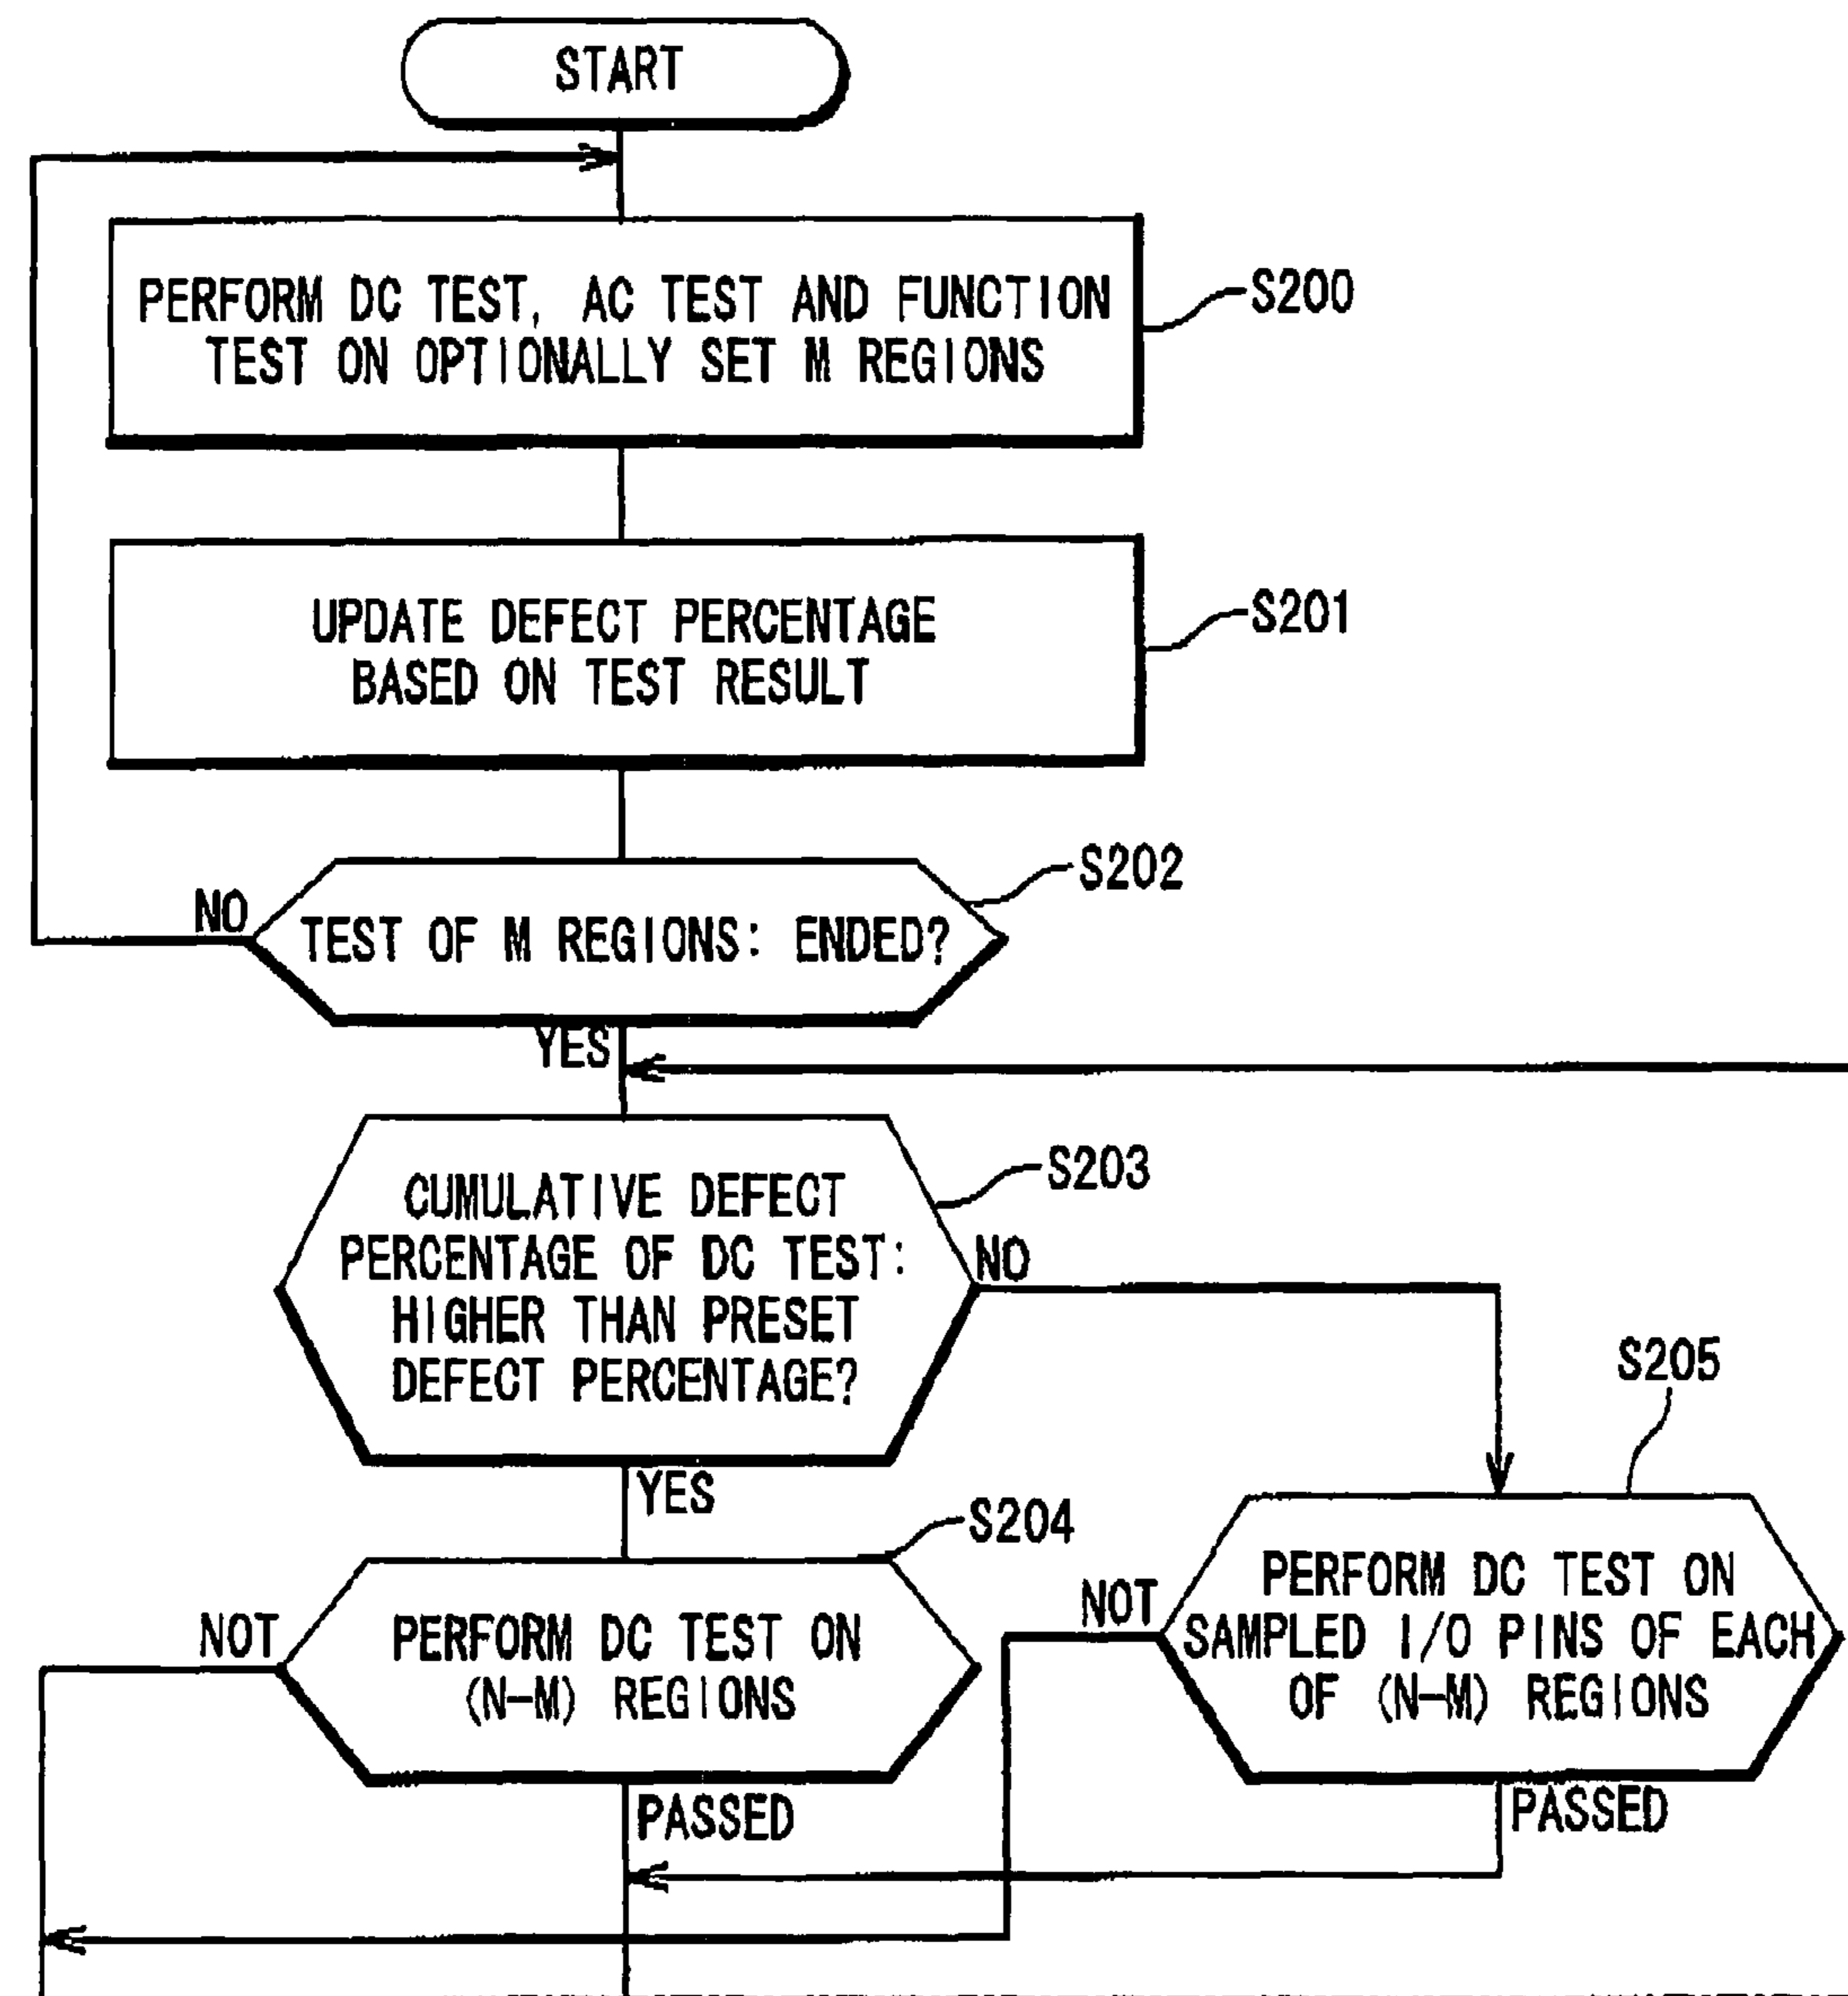 START
PERFORM DC TEST, AC TEST AND FUNCTION
TEST ON OPTIONALLY SET M REGIONS
S200
UPDATE DEFECT PERCENTAGE
BASED ON TEST RESULT
S201
S202
NO
TEST OF M REGIONS: ENDED?
YES
S203
CUMULATIVE DEFECT
PERCENTAGE OF DC TEST:
HIGHER THAN PRESET
DEFECT PERCENTAGE?
NO
YES
S205
S204
NOT
PERFORM DC TEST ON
(N-M) REGIONS
PASSED
NOT
PERFORM DC TEST ON
SAMPLED I/O PINS OF EACH
OF (N-M) REGIONS
PASSED